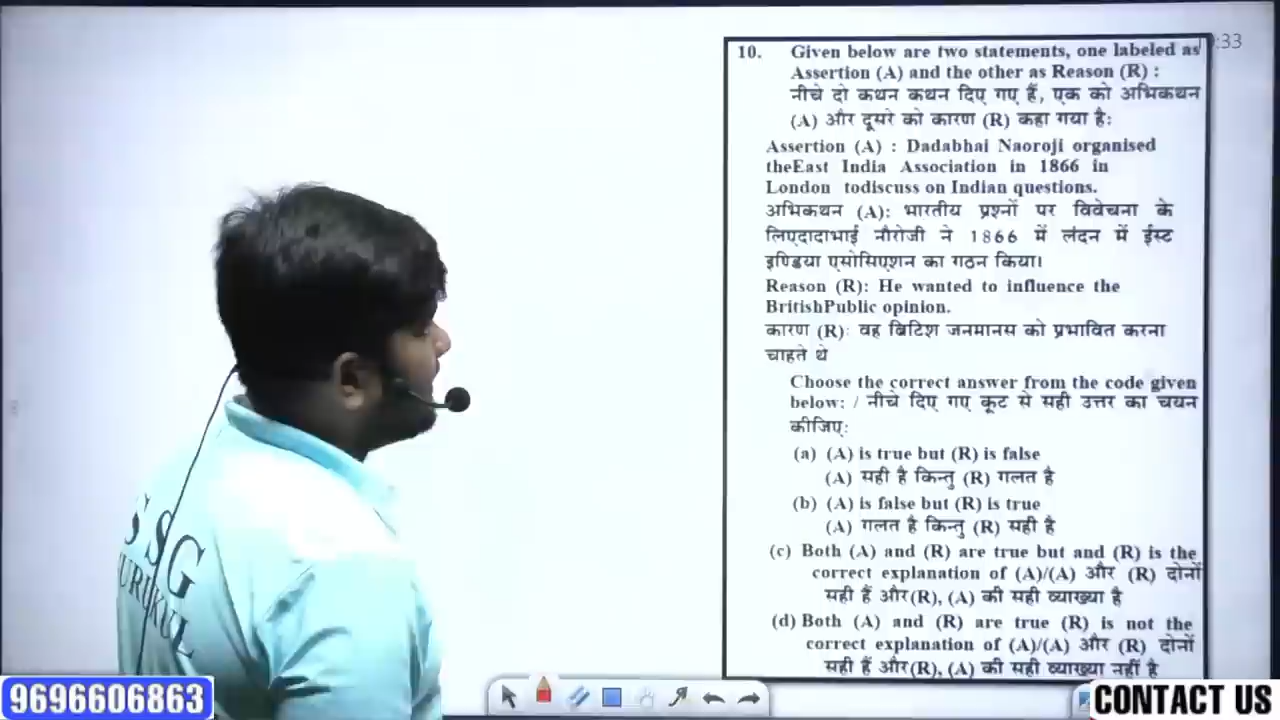 :33
10. Given below are two statements, one labeled as
Assertion (A) and the other as Reason (R) :
नीचे दो कथन कथन दिए गए हैं, एक को अभिकथन
(A) और दूसरे को कारण (R) कहा गया है:
Assertion (A) : Dadabhai Naoroji organised
theEast India Association in 1866 in
London todiscuss on Indian questions.
अभिकथन (A): भारतीय प्रश्नों पर विवेचना के
लिएदादाभाई नौरोजी ने 1866 में लंदन में ईस्ट
इण्डिया एसोसिएशन का गठन किया।
Reason (R): He wanted to influence the
BritishPublic opinion.
कारण (R): वह ब्रिटिश जनमानस को प्रभावित करना
चाहते थे
Choose the correct answer from the code given
below: / नीचे दिए गए कूट से सही उत्तर का चयन
कीजिए:
(a) (A) is true but (R) is false
(A) सही है किन्तु (R) गलत है
(b) (A) is false but (R) is true
(A) गलत है किन्तु (R) सही है
(c) Both (A) and (R) are true but and (R) is the
correct explanation of (A)/(A) और (R) दोनों
सही हैं और(R), (A) की सही व्याख्या है
(d) Both (A) and (R) are true (R) is not the
correct explanation of (A)/(A) और (R) दोनों
सही हैं और(R), (A) की सही व्याख्या नहीं है
SSG
9696606863
CONTACT US